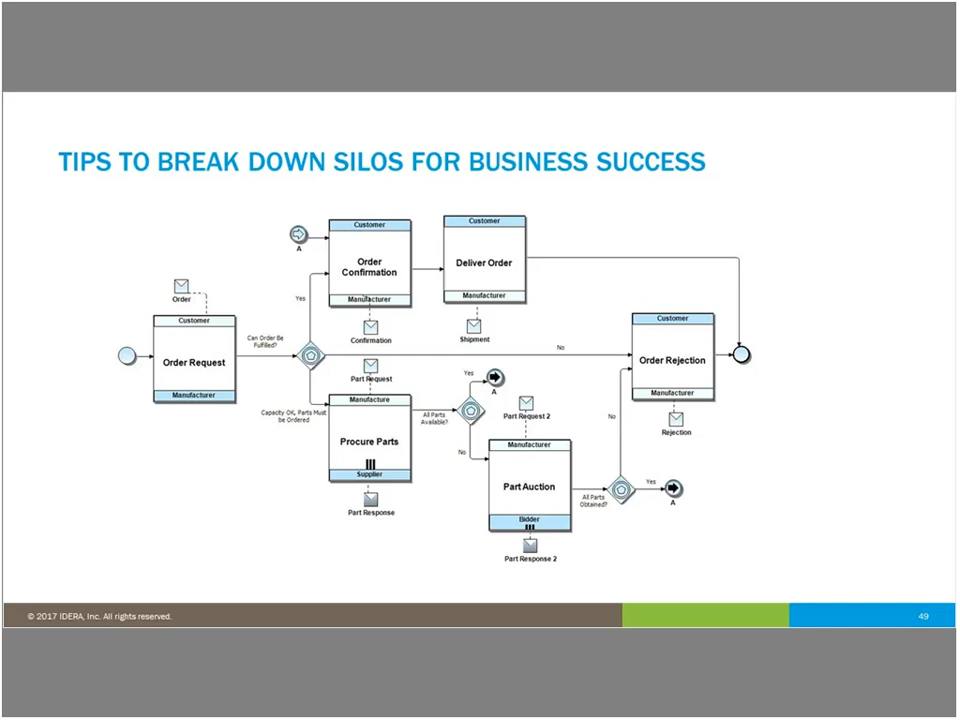 TIPS TO BREAK DOWN SILOS FOR BUSINESS SUCCESS
Customer
Order
Confirmation
Manufacturer
Confirmation
Customer
Deliver Order
Manufacturer
Shipment
A
Order
Customer
Order Request
Manufacturer
Can Order Be
Fulfilled?
Yes
No
Capacity OK, Parts Must
be Ordered
Part Request
Manufacture
Procure Parts
Supplier
Part Response
All Parts
Available?
Yes
A
No
Part Request 2
Manufacturer
Part Auction
Bidder
Part Response 2
All Parts
Obtained?
No
Yes
A
Customer
Order Rejection
Manufacturer
Rejection
© 2017 IDERA, Inc. All rights reserved.
49